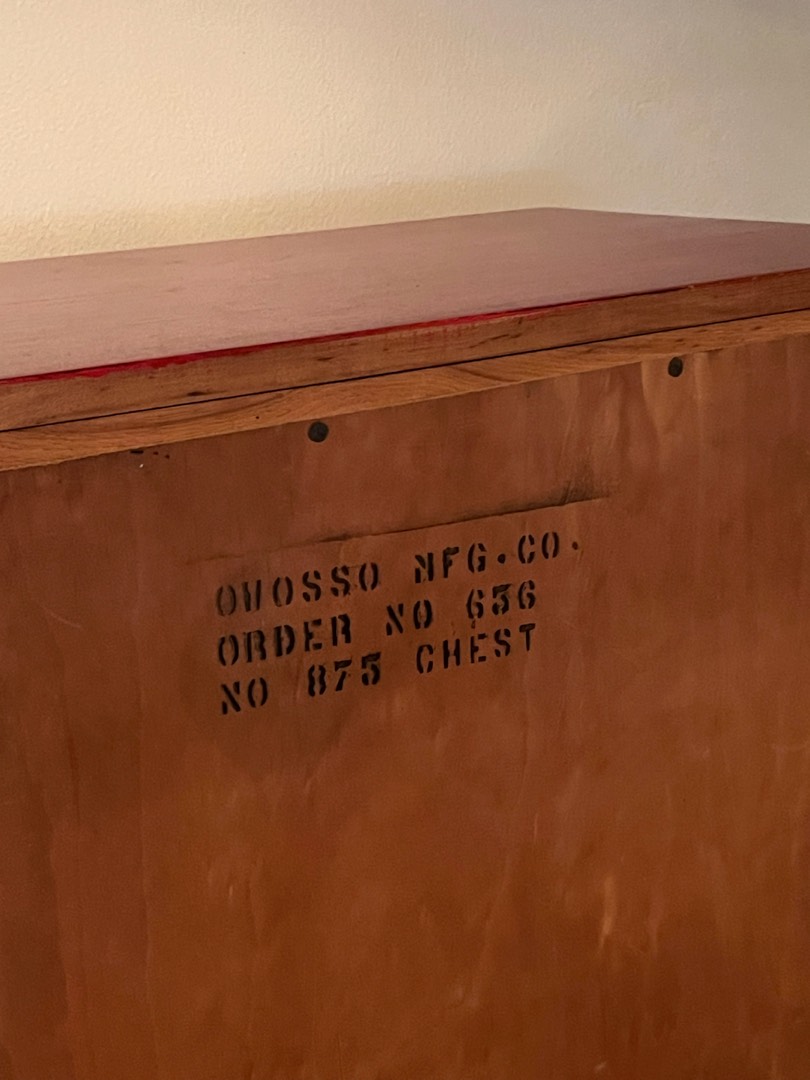 OWOSSO MFG. CO.
ORDER NO 636
NO 875 CHEST